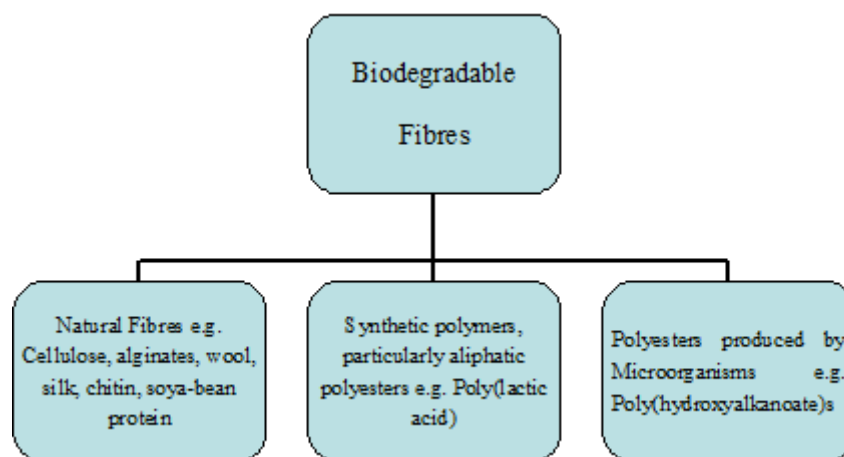 Biodegradable
Fibres
Natural Fibres e.g.
Cellulose, alginates, wool,
silk, chitin, soya-bean
protein
Synthetic polymers,
particularly aliphatic
polyesters e.g. Poly(lactic
acid)
Polyesters produced by
Microorganisms e.g.
Poly(hydroxyalkanoate)s